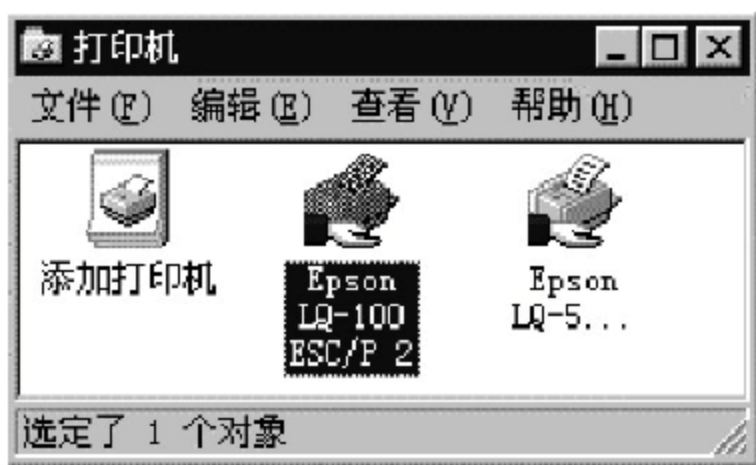 打印机
文件(F) 编辑(E) 查看(V) 帮助(H)
添加打印机
Epson
LQ-100
ESC/P 2
Epson
LQ-5...
选定了 1 个对象